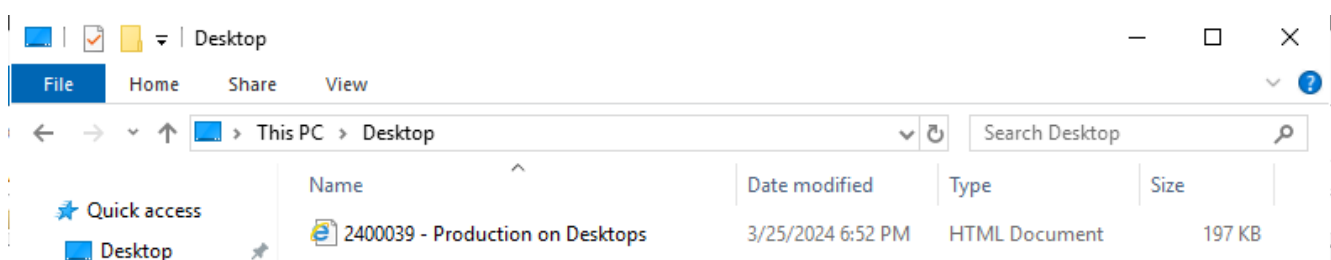 Desktop
File Home Share View
This PC Desktop Search Desktop
Name Date modified Type Size
Quick access
2400039 - Production on Desktops 3/25/2024 6:52 PM HTML Document 197 KB
Desktop